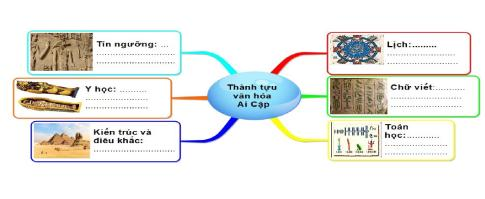 Tín ngưỡng: ...
........................
Y học: .........
........................
Kiến trúc và
điêu khắc: ............
........................
Thành tựu
văn hóa
Ai Cập
Lịch:.........
........................
........................
Chữ viết:..........
........................
Toán
học:............
........................